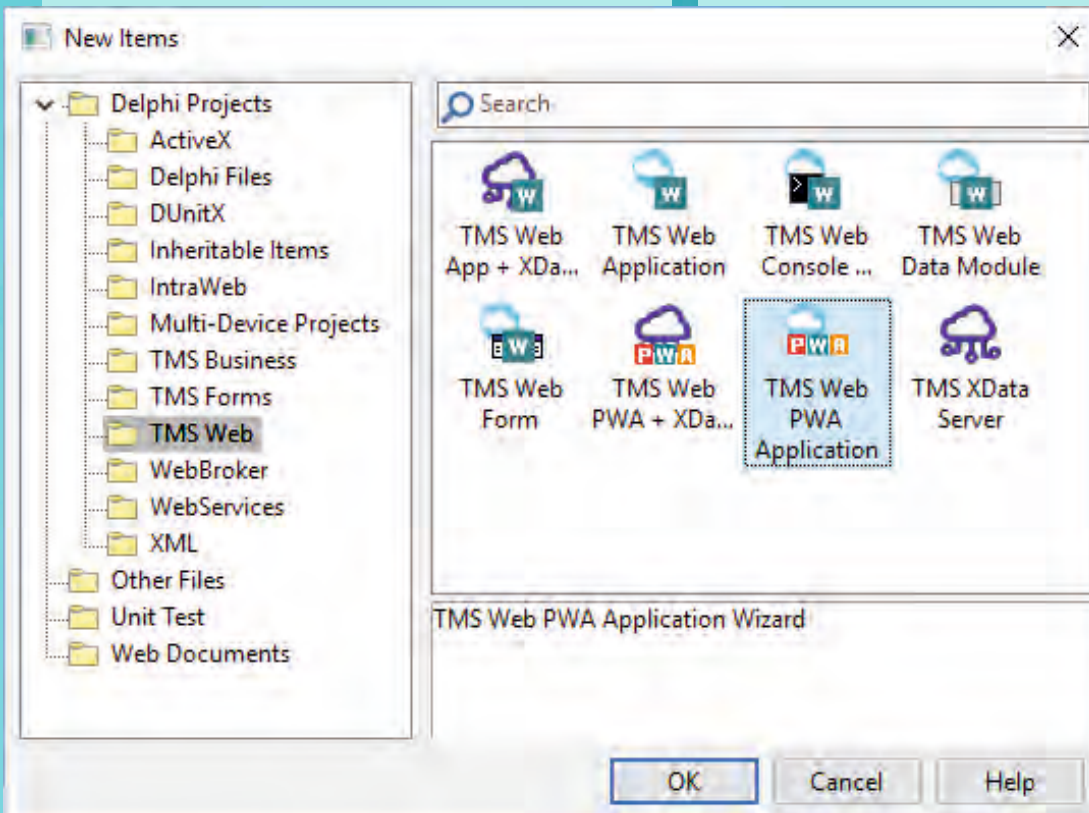 New Items
Delphi Projects
ActiveX
Delphi Files
DUnitX
Inheritable Items
IntraWeb
Multi-Device Projects
TMS Business
TMS Forms
TMS Web
WebBroker
WebServices
XML
Other Files
Unit Test
Web Documents
Search
W
W
W
W
TMS Web
App + XDa...
TMS Web
Application
TMS Web
Console ...
TMS Web
Data Module
W
PWA
PWA
TMS Web
Form
TMS Web
PWA + XDa...
TMS Web
PWA
Application
TMS XData
Server
TMS Web PWA Application Wizard
OK
Cancel
Help